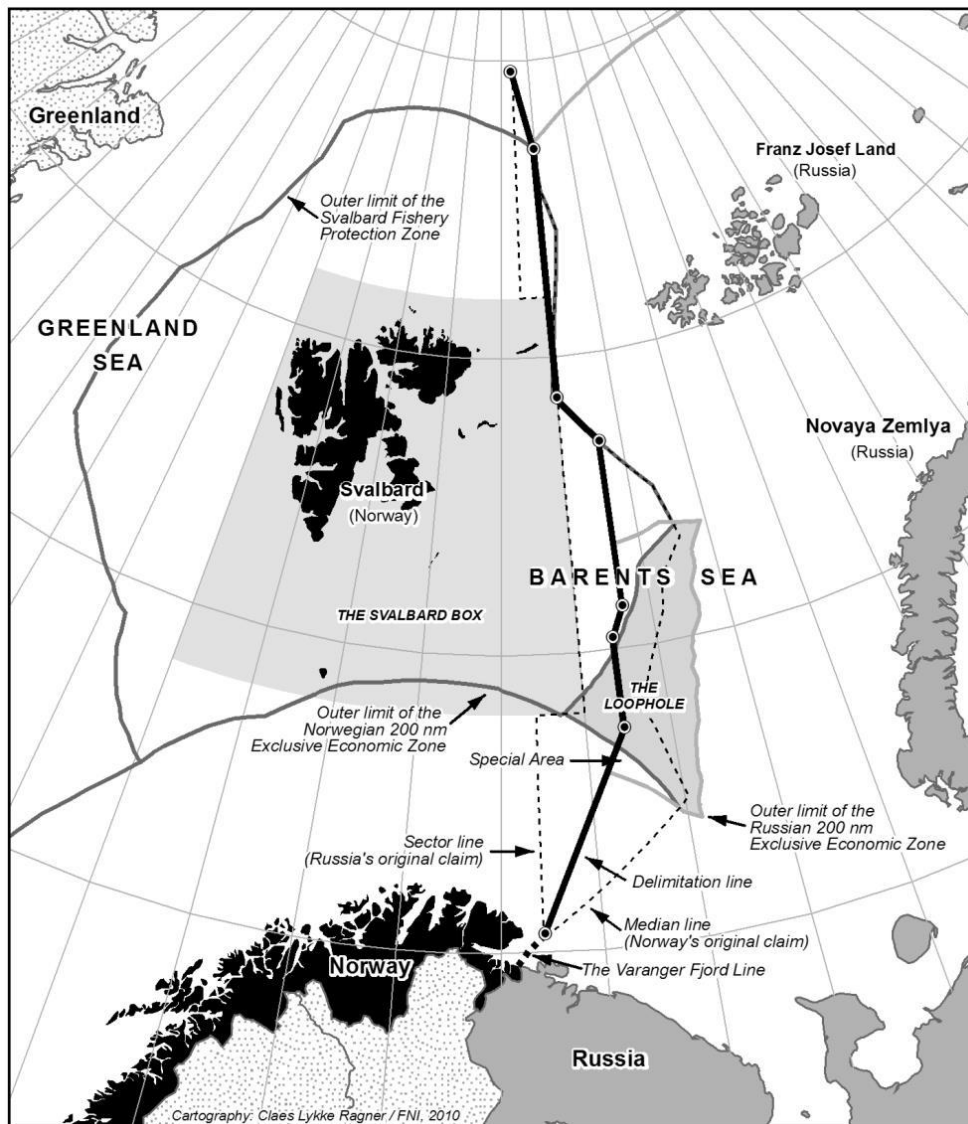 Greenland
Franz Josef Land
(Russia)
Outer limit of the
Svalbard Fishery
Protection Zone
GREENLAND
SEA
Novaya Zemlya
(Russia)
Svalbard
(Norway)
BARENTS SEA
THE SVALBARD BOX
THE
LOOPHOLE
Outer limit of the
Norwegian 200 nm
Exclusive Economic Zone
Special Area
Outer limit of the
Russian 200 nm
Exclusive Economic Zone
Sector line
(Russia's original claim)
Delimitation line
Median line
(Norway's original claim)
Norway
The Varanger Fjord Line
Russia
Cartography: Claes Lykke Ragner / FNI, 2010